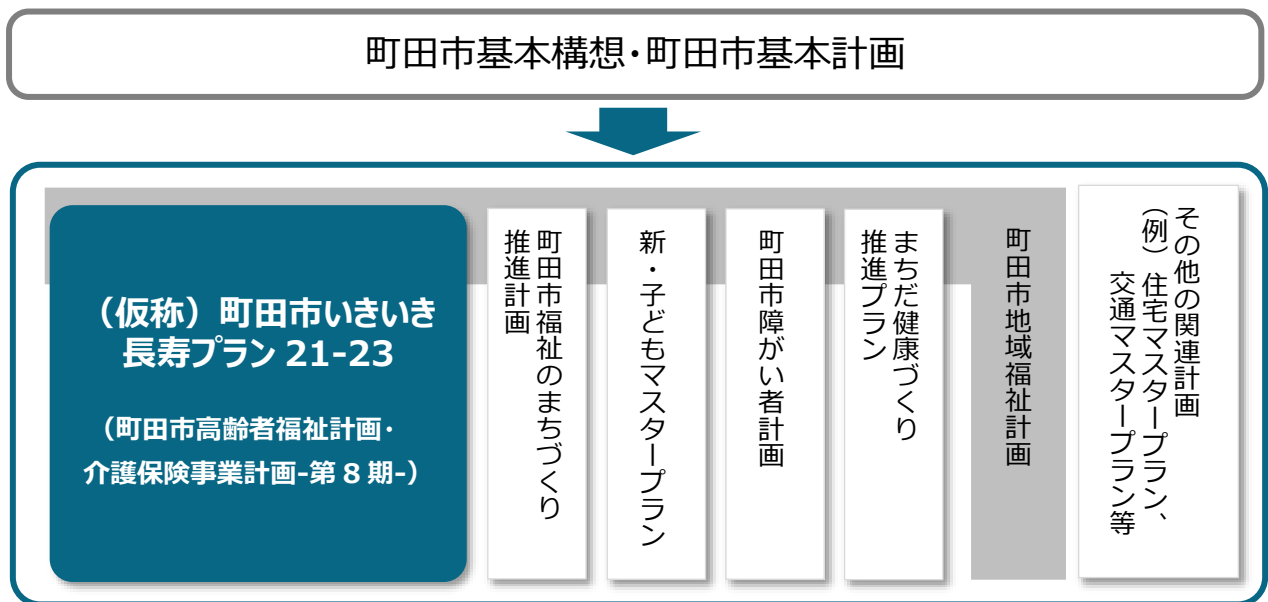 町田市基本構想・町田市基本計画
（仮称）町田市いきいき
長寿プラン 21-23
（町田市高齢者福祉計画・
介護保険事業計画-第 8 期-）
町田市福祉のまちづくり
推進計画
新・子どもマスタープラン
町田市障がい者計画
まちだ健康づくり
推進プラン
町田市地域福祉計画
その他の関連計画
（例）住宅マスタープラン、
交通マスタープラン等